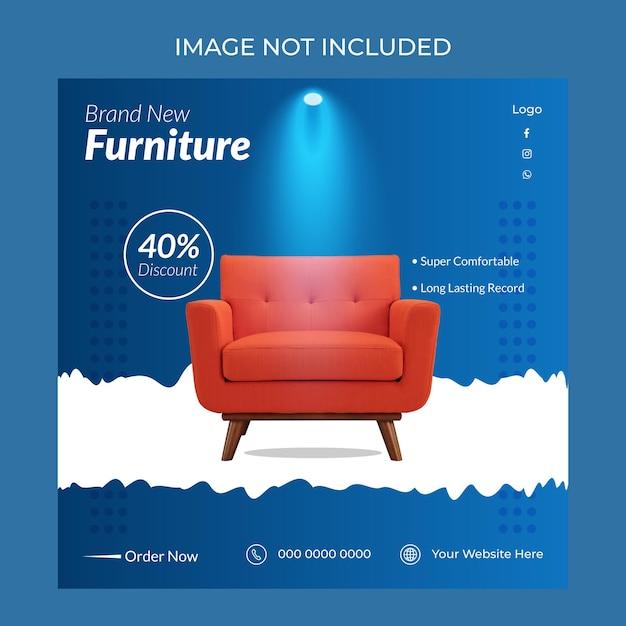 IMAGE NOT INCLUDED
Brand New
Furniture
Logo
40%
Discount
• Super Comfortable
• Long Lasting Record
Order Now
000 0000 0000
Your Website Here